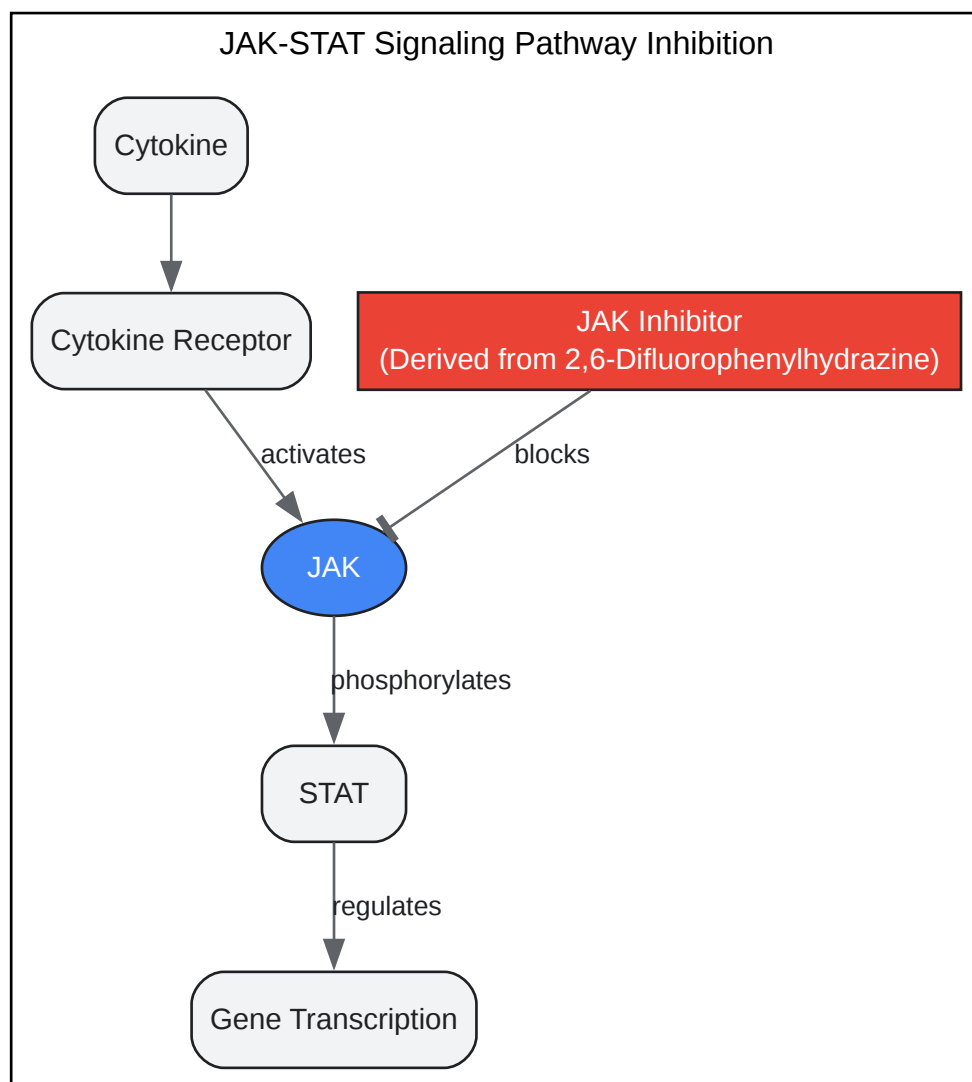 JAK-STAT Signaling Pathway Inhibition
Cytokine
Cytokine Receptor
JAK Inhibitor
(Derived from 2,6-Difluorophenylhydrazine)
activates
blocks
JAK
phosphorylates
STAT
regulates
Gene Transcription